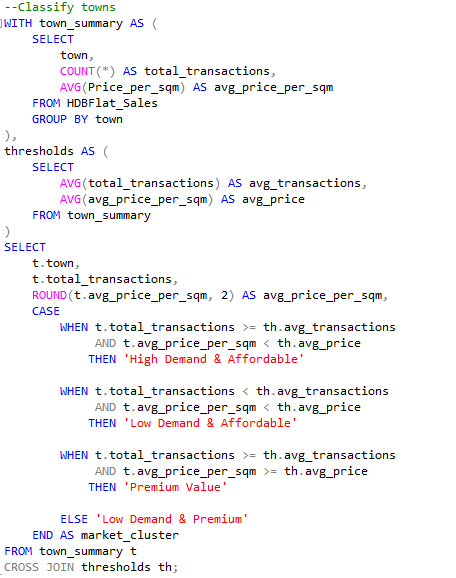 --Classify towns
WITH town_summary AS (
    SELECT
        town,
        COUNT(*) AS total_transactions,
        AVG(Price_per_sqm) AS avg_price_per_sqm
    FROM HDBFlat_Sales
    GROUP BY town
),
thresholds AS (
    SELECT
        AVG(total_transactions) AS avg_transactions,
        AVG(avg_price_per_sqm) AS avg_price
    FROM town_summary
)
SELECT
    t.town,
    t.total_transactions,
    ROUND(t.avg_price_per_sqm, 2) AS avg_price_per_sqm,
    CASE
        WHEN t.total_transactions >= th.avg_transactions
             AND t.avg_price_per_sqm < th.avg_price
            THEN 'High Demand & Affordable'

        WHEN t.total_transactions < th.avg_transactions
             AND t.avg_price_per_sqm < th.avg_price
            THEN 'Low Demand & Affordable'

        WHEN t.total_transactions >= th.avg_transactions
             AND t.avg_price_per_sqm >= th.avg_price
            THEN 'Premium Value'

        ELSE 'Low Demand & Premium'
    END AS market_cluster
FROM town_summary t
CROSS JOIN thresholds th;